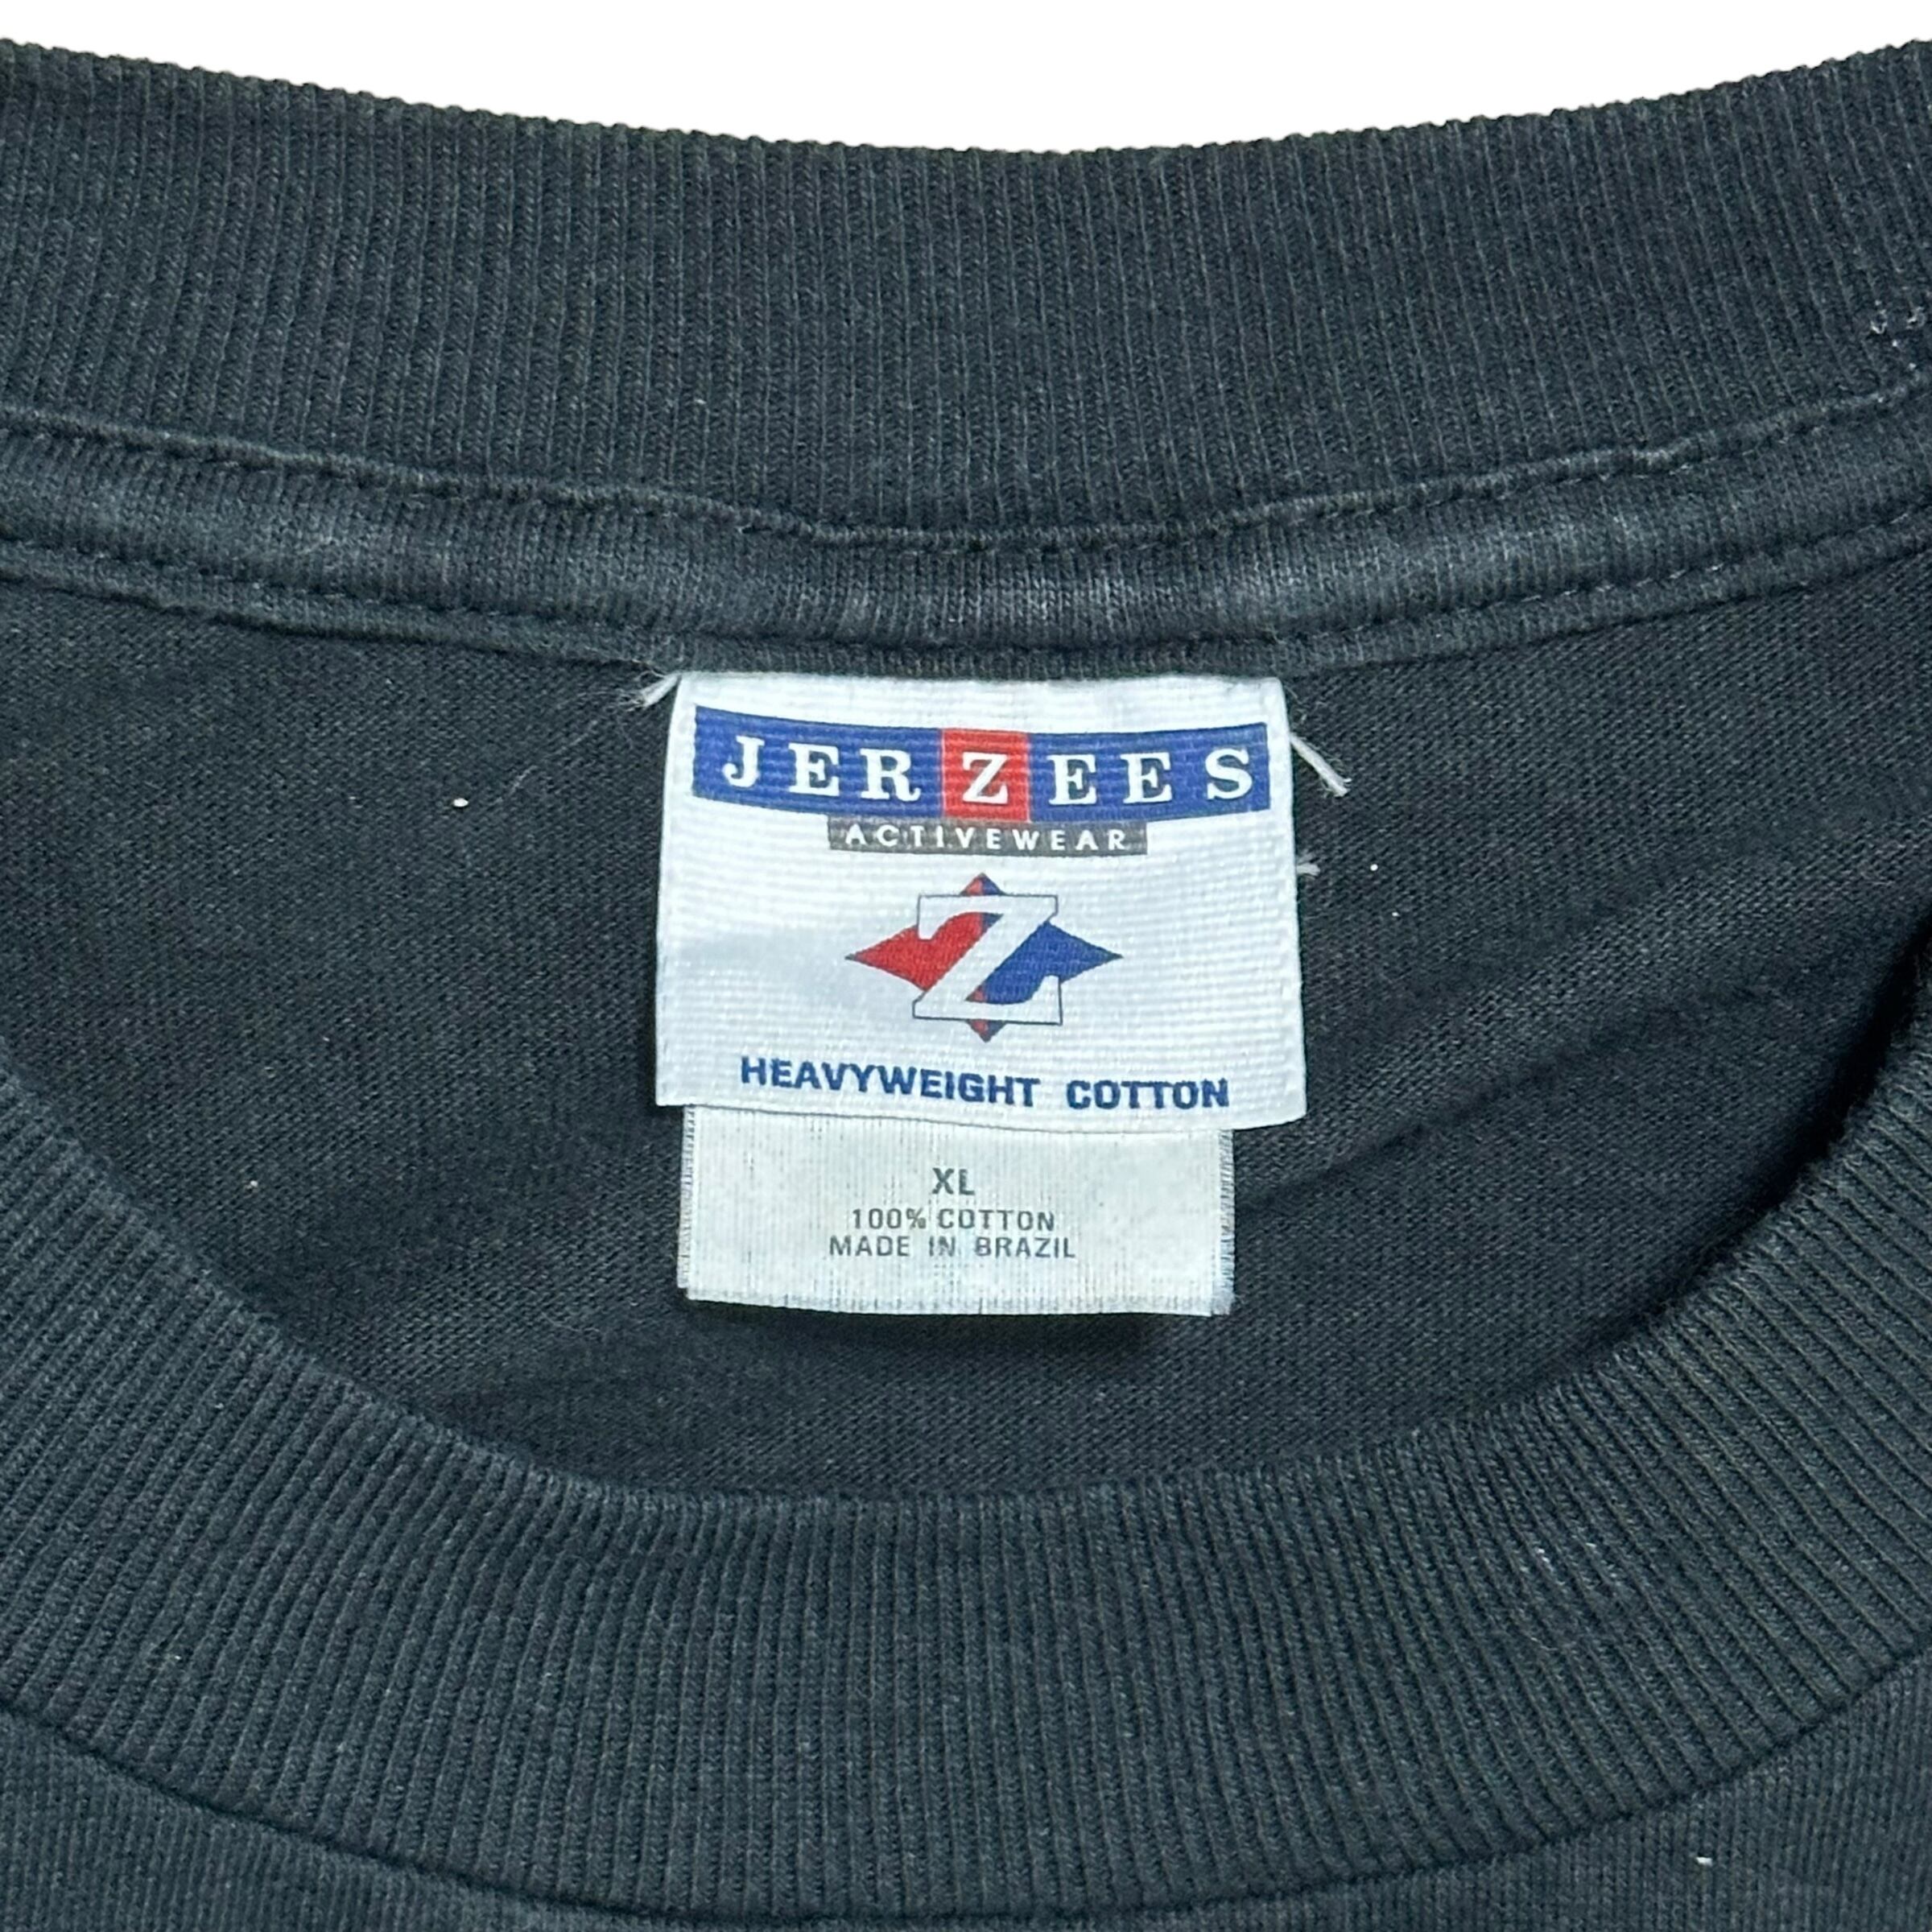 JERZEES
ACTIVEWEAR
Z
HEAVYWEIGHT COTTON
XL
100% COTTON
MADE IN BRAZIL